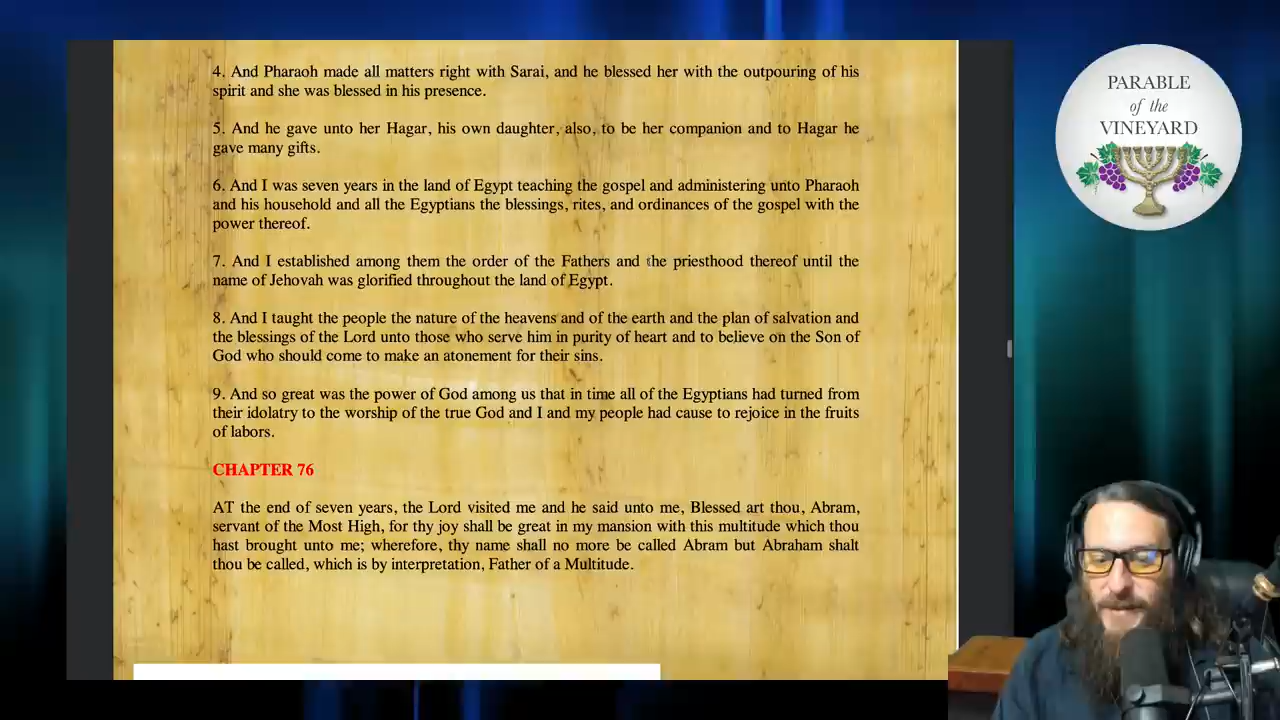 4. And Pharaoh made all matters right with Sarai, and he blessed her with the outpouring of his
spirit and she was blessed in his presence.
5. And he gave unto her Hagar, his own daughter, also, to be her companion and to Hagar he
gave many gifts.
6. And I was seven years in the land of Egypt teaching the gospel and administering unto Pharaoh
and his household and all the Egyptians the blessings, rites, and ordinances of the gospel with the
power thereof.
7. And I established among them the order of the Fathers and the priesthood thereof until the
name of Jehovah was glorified throughout the land of Egypt.
8. And I taught the people the nature of the heavens and of the earth and the plan of salvation and
the blessings of the Lord unto those who serve him in purity of heart and to believe on the Son of
God who should come to make an atonement for their sins.
9. And so great was the power of God among us that in time all of the Egyptians had turned from
their idolatry to the worship of the true God and I and my people had cause to rejoice in the fruits
of labors.
CHAPTER 76
AT the end of seven years, the Lord visited me and he said unto me, Blessed art thou, Abram,
servant of the Most High, for thy joy shall be great in my mansion with this multitude which thou
hast brought unto me; wherefore, thy name shall no more be called Abram but Abraham shalt
thou be called, which is by interpretation, Father of a Multitude.
PARABLE
of the
VINEYARD